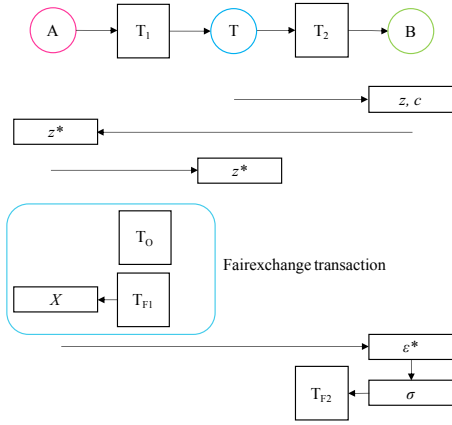 A
T1
T
T2
B
z, c
z*
z*
TO
Fairexchange transaction
X
TF1
ε*
TF2
σ